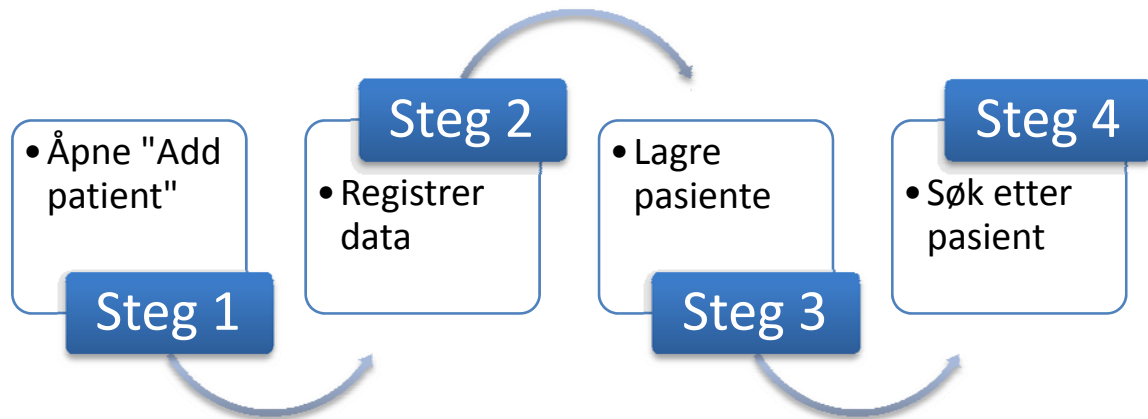 • Åpne "Add
patient"
Steg 1
Steg 2
• Registrer
data
• Lagre
pasiente
Steg 3
Steg 4
• Søk etter
pasient